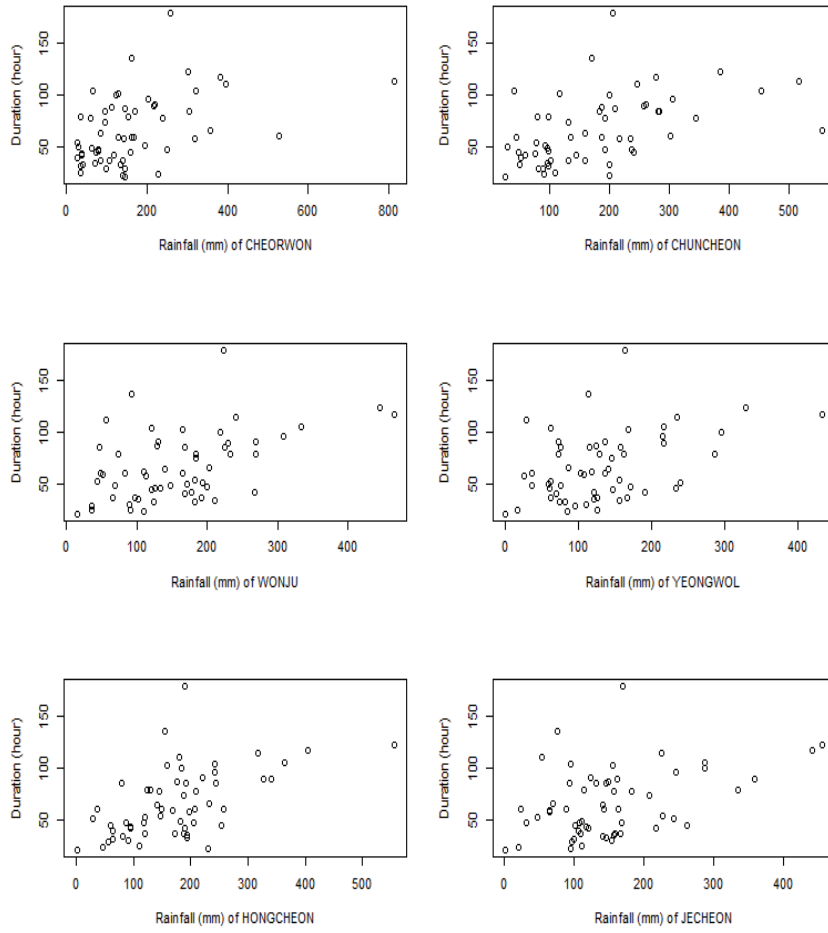 Duration (hour)
50 100 150
0 200 400 600 800
Rainfall (mm) of CHEORWON
Duration (hour)
50 100 150
100 200 300 400 500
Rainfall (mm) of CHUNCHEON
Duration (hour)
50 100 150
0 100 200 300 400
Rainfall (mm) of WONJU
Duration (hour)
50 100 150
0 100 200 300 400
Rainfall (mm) of YEONGWOL
Duration (hour)
50 100 150
0 100 200 300 400 500
Rainfall (mm) of HONGCHEON
Duration (hour)
50 100 150
0 100 200 300 400
Rainfall (mm) of JECHEON